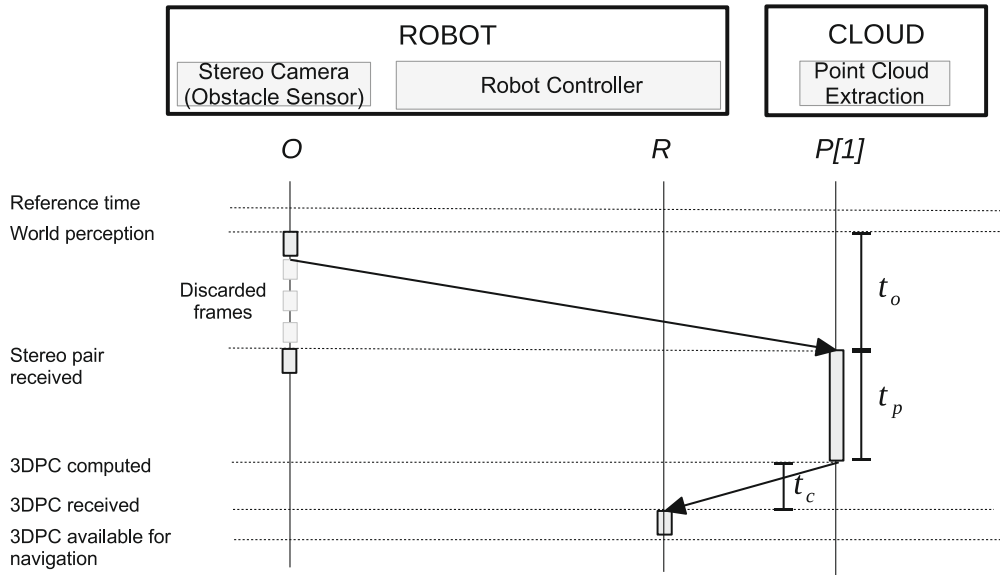 ROBOT
CLOUD
Stereo Camera
(Obstacle Sensor)
Robot Controller
Point Cloud
Extraction
O
R
P[1]
Reference time
World perception
Discarded
frames
t_o
Stereo pair
received
t_p
3DPC computed
t_c
3DPC received
3DPC available for
navigation